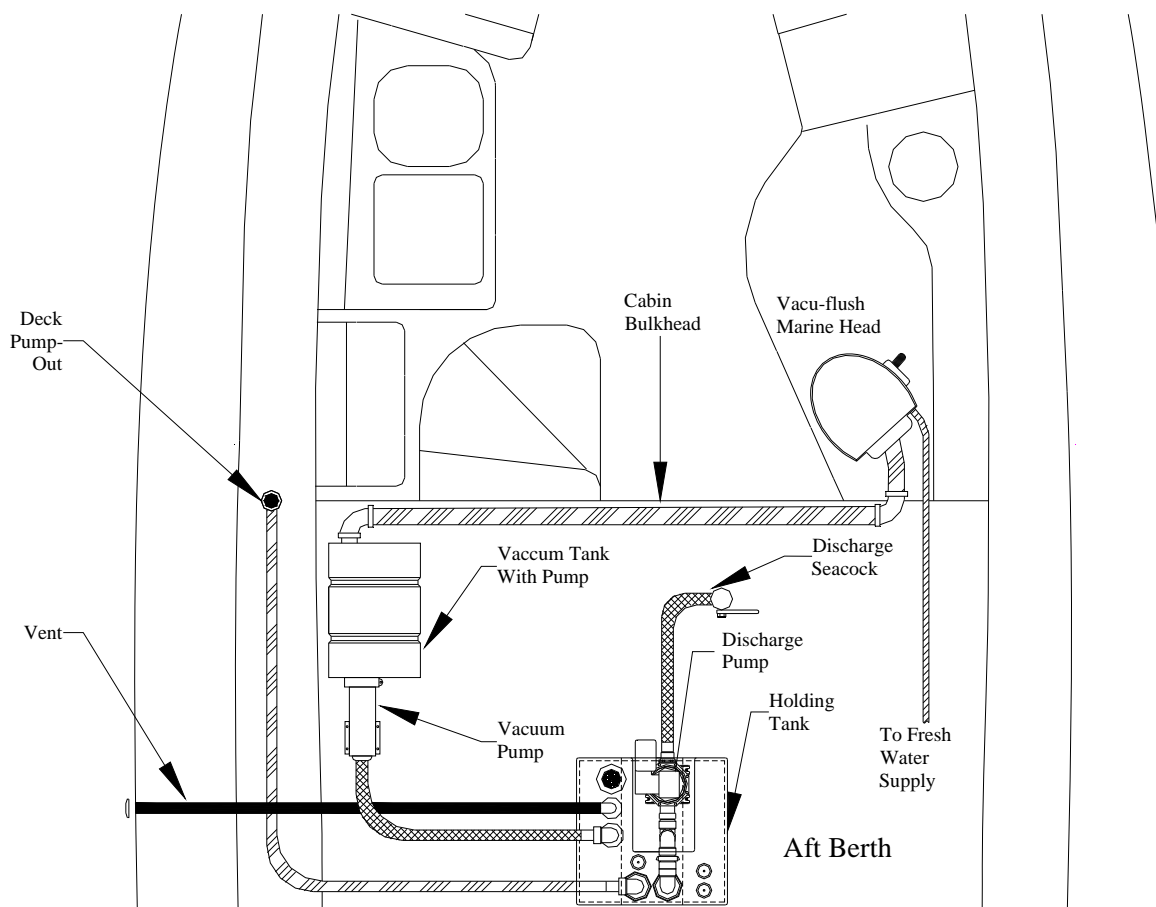 Cabin
Bulkhead
Vacu-flush
Marine Head
Deck
Pump-
Out
Vaccum Tank
With Pump
Discharge
Seacock
Vent
Discharge
Pump
Vacuum
Pump
Holding
Tank
To Fresh
Water
Supply
Aft Berth